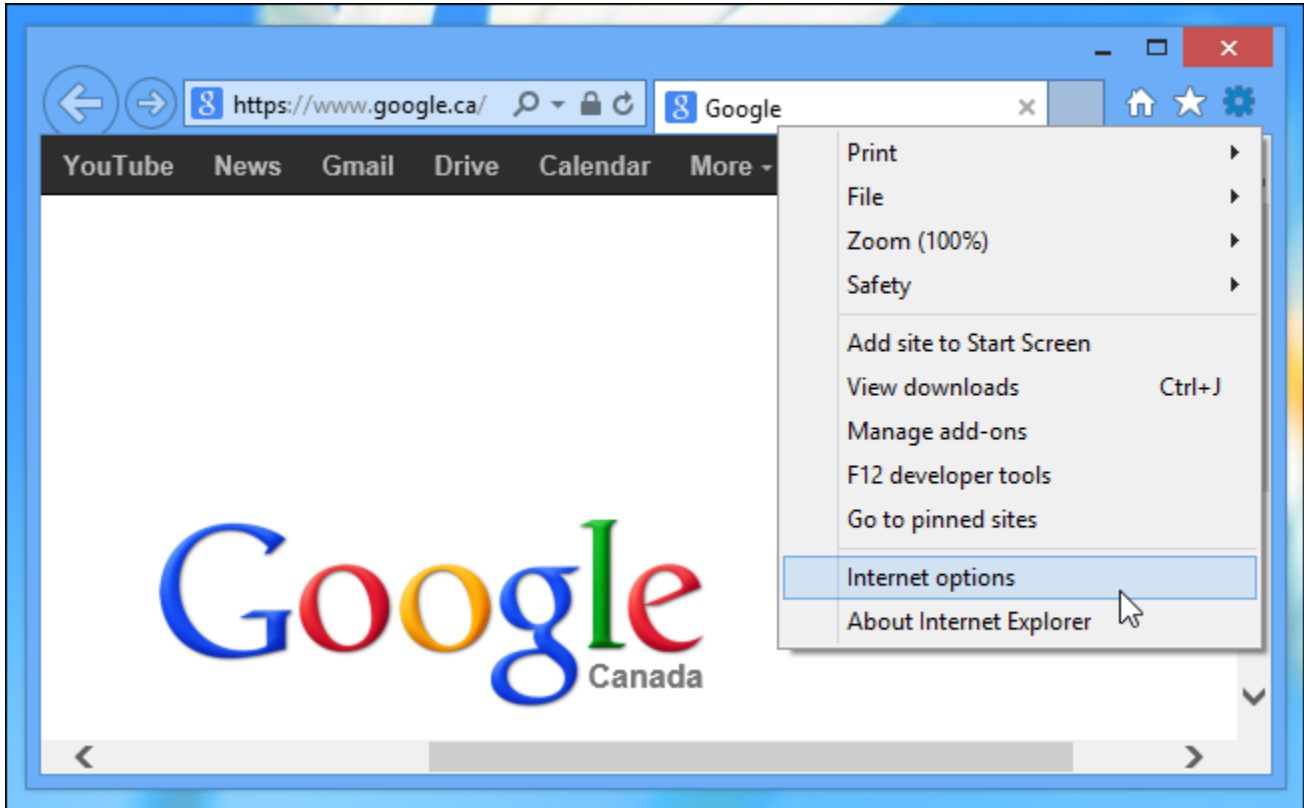 https://www.google.ca/
Google
YouTube News Gmail Drive Calendar More
Print
File
Zoom (100%)
Safety
Add site to Start Screen
View downloads Ctrl+J
Manage add-ons
F12 developer tools
Go to pinned sites
Internet options
About Internet Explorer
Google
Canada